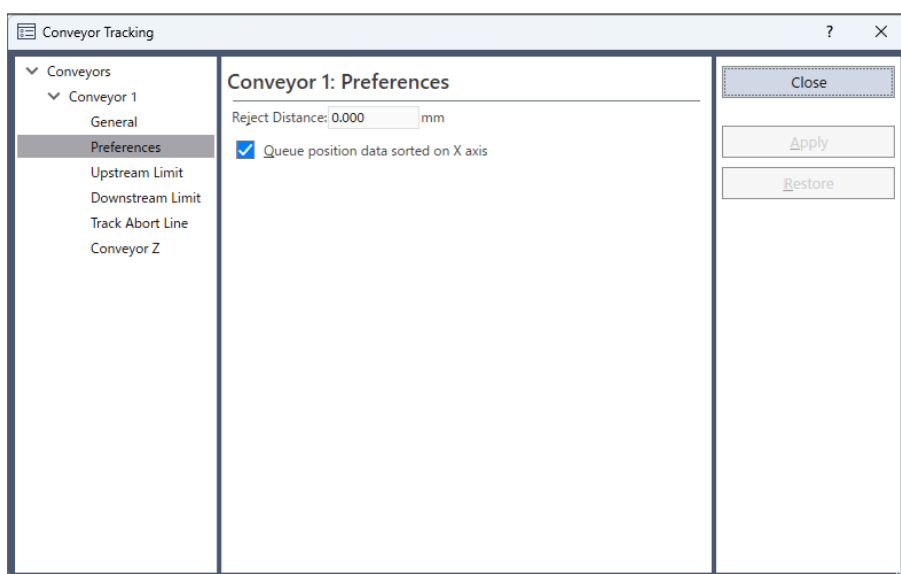 Conveyor Tracking
?
Conveyors
Conveyor 1
General
Preferences
Upstream Limit
Downstream Limit
Track Abort Line
Conveyor Z
Conveyor 1: Preferences
Reject Distance: 0.000 mm
Queue position data sorted on X axis
Close
Apply
Restore